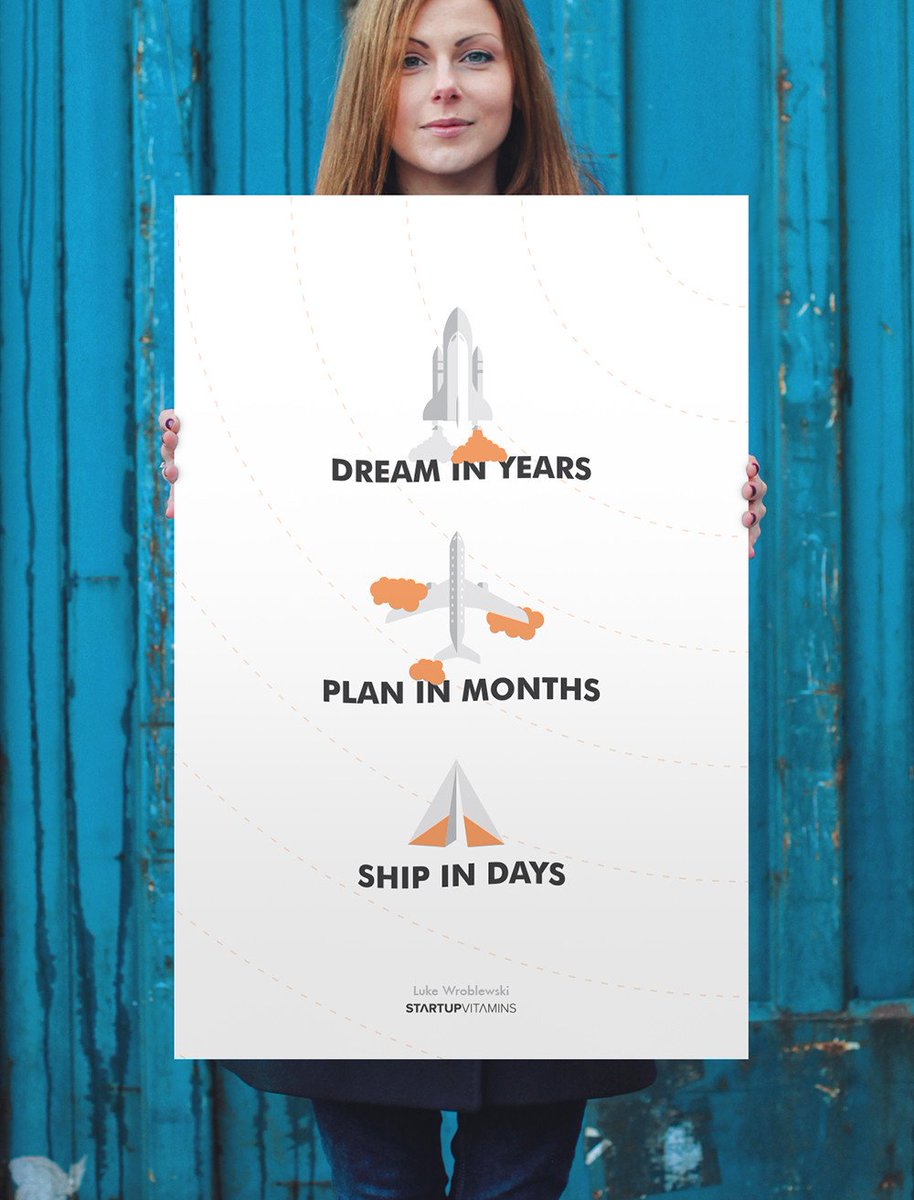 DREAM IN YEARS
PLAN IN MONTHS
SHIP IN DAYS
Luke Wroblewski
STARTUPVITAMINS